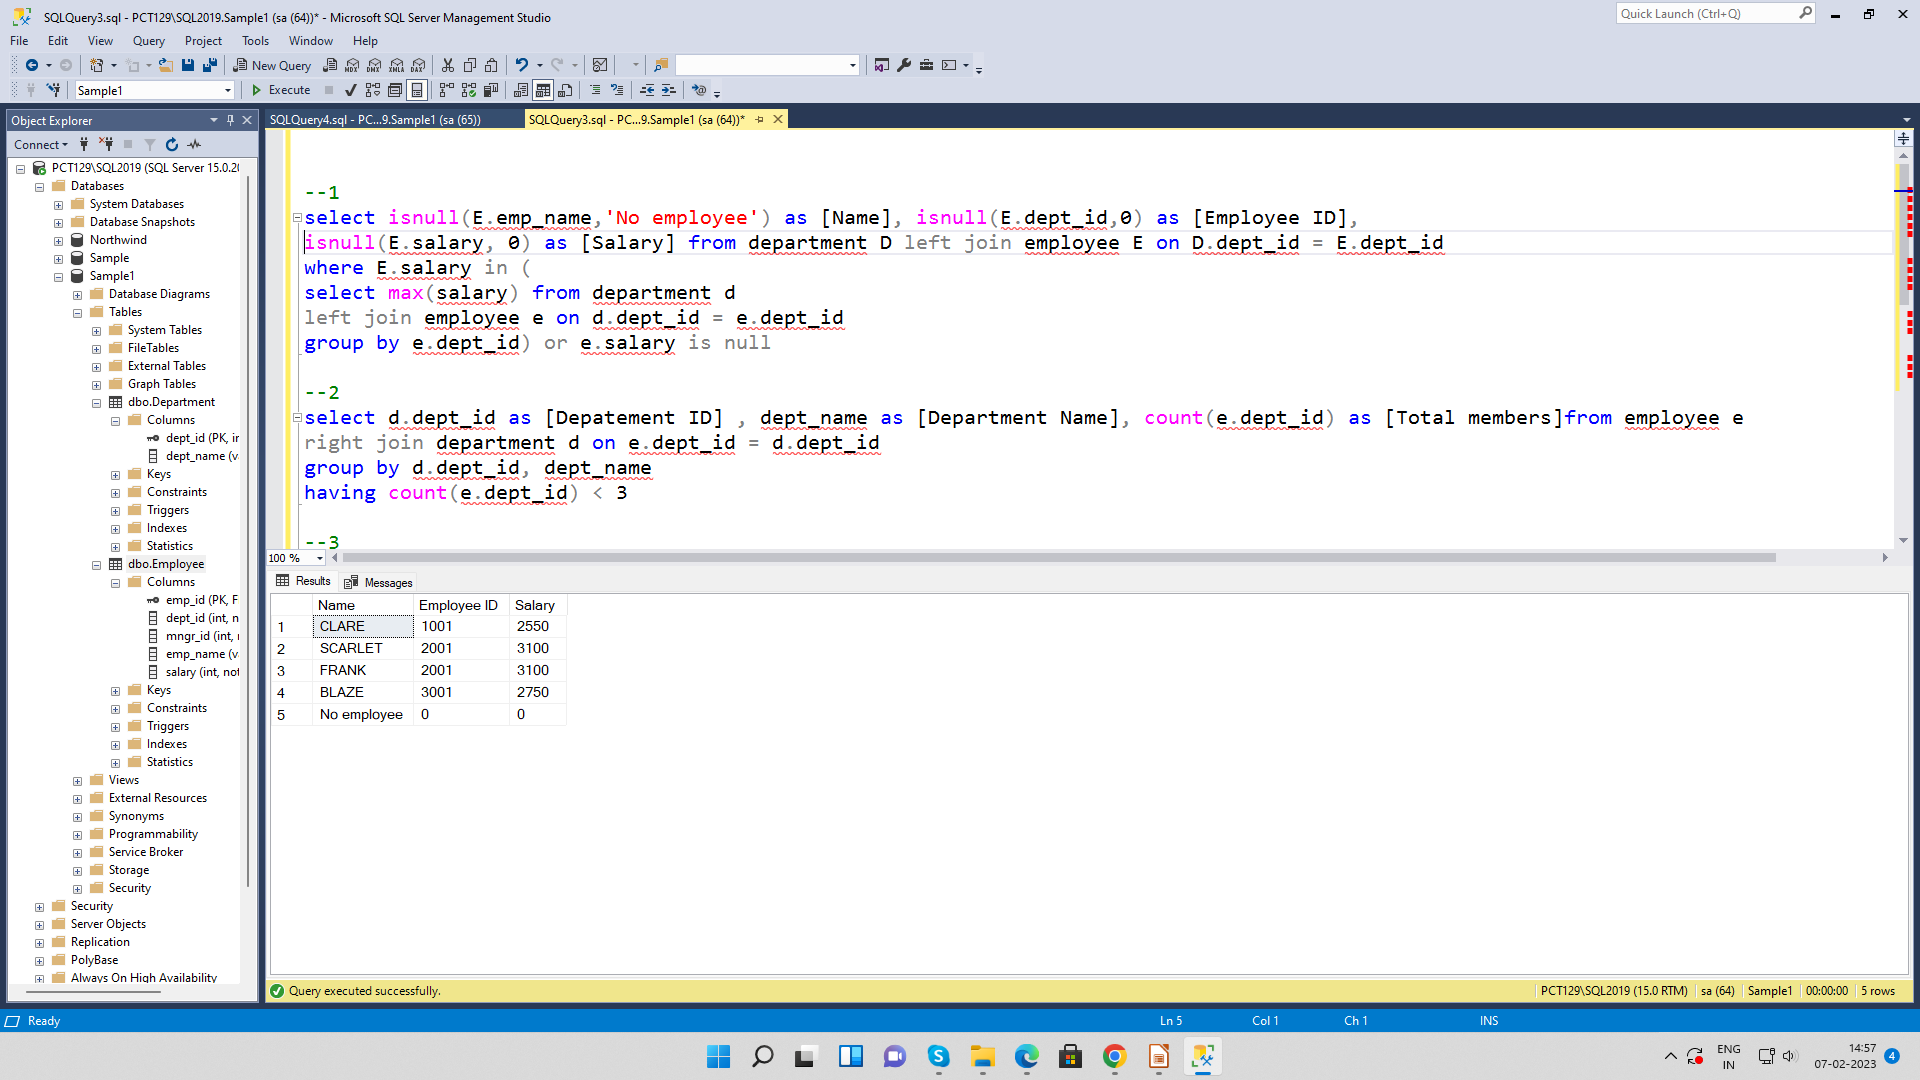 SQLQuery3.sql - PCT129\SQL2019.Sample1 (sa (64))* - Microsoft SQL Server Management Studio
Quick Launch (Ctrl+Q)
File Edit View Query Project Tools Window Help
New Query
Sample1
Execute
Object Explorer
SQLQuery4.sql - PC...9.Sample1 (sa (65))
SQLQuery3.sql - PC...9.Sample1 (sa (64))*
Connect
PCT129\SQL2019 (SQL Server 15.0.20
Databases
System Databases
Database Snapshots
Northwind
Sample
Sample1
Database Diagrams
Tables
System Tables
FileTables
External Tables
Graph Tables
dbo.Department
Columns
dept_id (PK, in
dept_name (va
Keys
Constraints
Triggers
Indexes
Statistics
dbo.Employee
Columns
emp_id (PK, F
dept_id (int, n
mngr_id (int, n
emp_name (va
salary (int, not
Keys
Constraints
Triggers
Indexes
Statistics
Views
External Resources
Synonyms
Programmability
Service Broker
Storage
Security
Security
Server Objects
Replication
PolyBase
Always On High Availability
--1
select isnull(E.emp_name,'No employee') as [Name], isnull(E.dept_id,0) as [Employee ID],
isnull(E.salary, 0) as [Salary] from department D left join employee E on D.dept_id = E.dept_id
where E.salary in (
select max(salary) from department d
left join employee e on d.dept_id = e.dept_id
group by e.dept_id) or e.salary is null
--2
select d.dept_id as [Depatement ID] , dept_name as [Department Name], count(e.dept_id) as [Total members]from employee e
right join department d on e.dept_id = d.dept_id
group by d.dept_id, dept_name
having count(e.dept_id) < 3
--3
100 %
Results Messages
Name Employee ID Salary
1 CLARE 1001 2550
2 SCARLET 2001 3100
3 FRANK 2001 3100
4 BLAZE 3001 2750
5 No employee 0 0
Query executed successfully.
PCT129\SQL2019 (15.0 RTM) sa (64) Sample1 00:00:00 5 rows
Ready
Ln 5 Col 1 Ch 1 INS
ENG
IN
14:57
07-02-2023
4